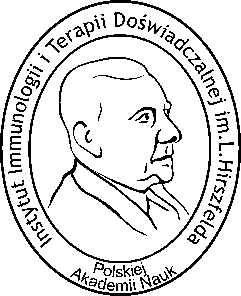 Instytut Immunologii i Terapii Doświadczalnej im.L.Hirszfelda
Polskiej
Akademii Nauk